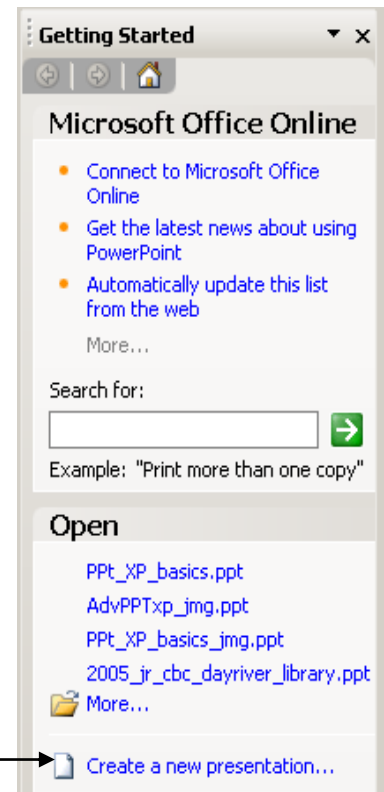 Getting Started
Microsoft Office Online
Connect to Microsoft Office
Online
Get the latest news about using
PowerPoint
Automatically update this list
from the web
More...
Search for:
Example: "Print more than one copy"
Open
PPt_XP_basics.ppt
AdvPPTxp_jmg.ppt
PPt_XP_basics_jmg.ppt
2005_jr_cbc_dayriver_library.ppt
More...
Create a new presentation...